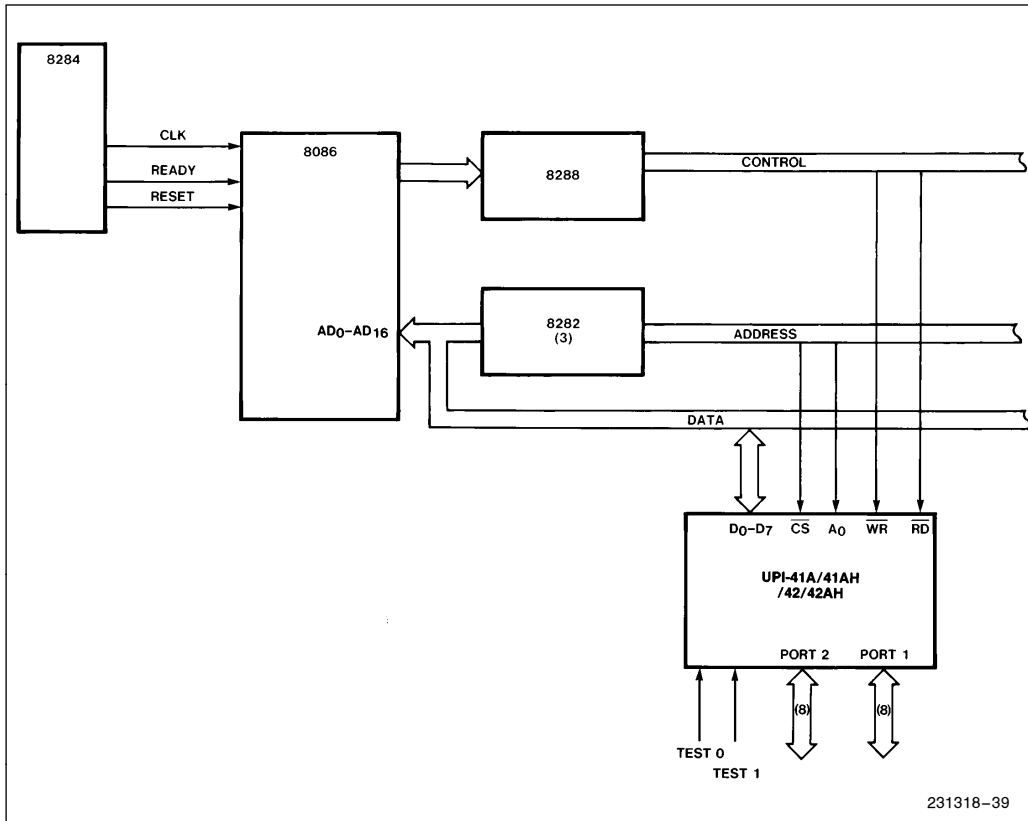 8284
CLK
READY
RESET
8086
AD0–AD16
8288
CONTROL
8282
(3)
ADDRESS
DATA
D0–D7 CS A0 WR RD
UPI-41A/41AH
/42/42AH
PORT 2 PORT 1
(8) (8)
TEST 0
TEST 1
231318–39